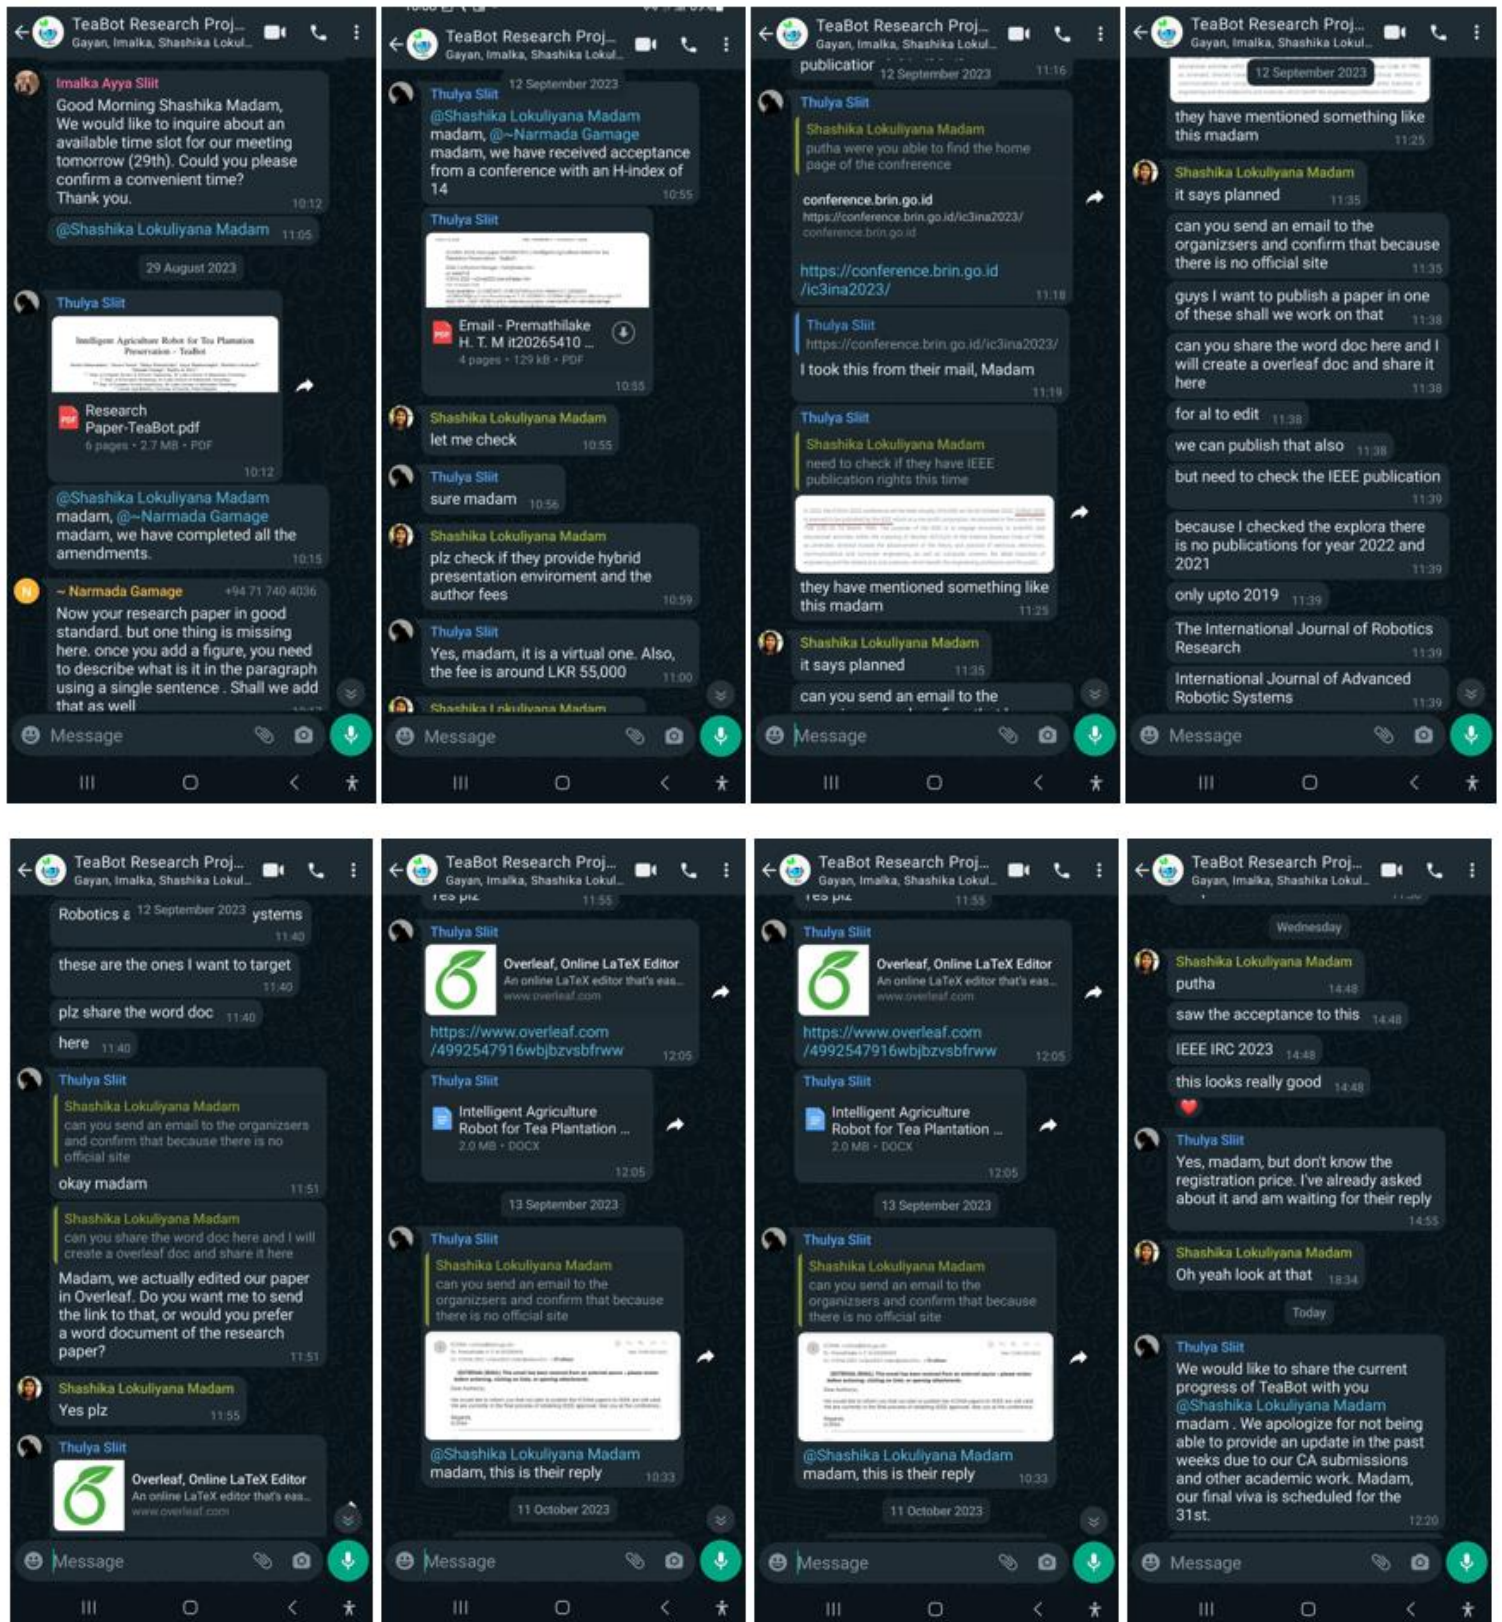 TeaBot Research Proj...
Gayan, Imalka, Shashika Lokul...
Imalka Ayya Sliit
Good Morning Shashika Madam,
We would like to inquire about an
available time slot for our meeting
tomorrow (29th). Could you please
confirm a convenient time?
Thank you.
10:12
@Shashika Lokuliyana Madam 11:05
29 August 2023
Thulya Sliit
Intelligent Agriculture Robot for Tea Plantation
Preservation - TeaBot
Research
Paper-TeaBot.pdf
6 pages • 2.7 MB • PDF
10:12
@Shashika Lokuliyana Madam
madam, @~Narmada Gamage
madam, we have completed all the
amendments.
10:15
N
~ Narmada Gamage +94 71 740 4036
Now your research paper in good
standard. but one thing is missing
here. once you add a figure, you need
to describe what is it in the paragraph
using a single sentence . Shall we add
that as well
Message
TeaBot Research Proj...
Gayan, Imalka, Shashika Lokul...
12 September 2023
Thulya Sliit
@Shashika Lokuliyana Madam
madam, @~Narmada Gamage
madam, we have received acceptance
from a conference with an H-index of
14
10:55
Thulya Sliit
PDF
Email - Premathilake
H. T. M it20265410 ...
4 pages • 129 kB • PDF
10:55
Shashika Lokuliyana Madam
let me check 10:55
Thulya Sliit
sure madam 10:56
Shashika Lokuliyana Madam
plz check if they provide hybrid
presentation enviroment and the
author fees
10:59
Thulya Sliit
Yes, madam, it is a virtual one. Also,
the fee is around LKR 55,000
11:00
Shashika Lokuliyana Madam
Message
TeaBot Research Proj...
Gayan, Imalka, Shashika Lokul...
12 September 2023
11:16
Thulya Sliit
Shashika Lokuliyana Madam
putha were you able to find the home
page of the confrerence
conference.brin.go.id
https://conference.brin.go.id/ic3ina2023/
conference.brin.go.id
https://conference.brin.go.id
/ic3ina2023/
11:18
Thulya Sliit
https://conference.brin.go.id/ic3ina2023/
I took this from their mail, Madam
11:19
Thulya Sliit
Shashika Lokuliyana Madam
need to check if they have IEEE
publication rights this time
they have mentioned something like
this madam
11:25
Shashika Lokuliyana Madam
it says planned 11:35
can you send an email to the
Message
TeaBot Research Proj...
Gayan, Imalka, Shashika Lokul...
12 September 2023
they have mentioned something like
this madam
11:25
Shashika Lokuliyana Madam
it says planned 11:35
can you send an email to the
organizsers and confirm that because
there is no official site
11:35
guys I want to publish a paper in one
of these shall we work on that
11:38
can you share the word doc here and I
will create a overleaf doc and share it
here
11:38
for al to edit 11:38
we can publish that also 11:38
but need to check the IEEE publication
11:39
because I checked the explora there
is no publications for year 2022 and
2021
11:39
only upto 2019 11:39
The International Journal of Robotics
Research
11:39
International Journal of Advanced
Robotic Systems
11:39
Message
TeaBot Research Proj...
Gayan, Imalka, Shashika Lokul...
12 September 2023
Robotics a ystems
11:40
these are the ones I want to target
11:40
plz share the word doc 11:40
here 11:40
Thulya Sliit
Shashika Lokuliyana Madam
can you send an email to the organizsers
and confirm that because there is no
official site
okay madam
11:51
Shashika Lokuliyana Madam
can you share the word doc here and I will
create a overleaf doc and share it here
Madam, we actually edited our paper
in Overleaf. Do you want me to send
the link to that, or would you prefer
a word document of the research
paper?
11:51
Shashika Lokuliyana Madam
Yes plz 11:55
Thulya Sliit
Overleaf, Online LaTeX Editor
An online LaTeX editor that's eas...
www.overleaf.com
Message
TeaBot Research Proj...
Gayan, Imalka, Shashika Lokul...
Yes plz 11:55
Thulya Sliit
Overleaf, Online LaTeX Editor
An online LaTeX editor that's eas...
www.overleaf.com
https://www.overleaf.com
/4992547916wbjbzvsbfrww
12:05
Thulya Sliit
Intelligent Agriculture
Robot for Tea Plantation ...
2.0 MB • DOCX
12:05
13 September 2023
Thulya Sliit
Shashika Lokuliyana Madam
can you send an email to the
organizsers and confirm that because
there is no official site
@Shashika Lokuliyana Madam
madam, this is their reply
10:33
11 October 2023
Message
TeaBot Research Proj...
Gayan, Imalka, Shashika Lokul...
Yes plz 11:55
Thulya Sliit
Overleaf, Online LaTeX Editor
An online LaTeX editor that's eas...
www.overleaf.com
https://www.overleaf.com
/4992547916wbjbzvsbfrww
12:05
Thulya Sliit
Intelligent Agriculture
Robot for Tea Plantation ...
2.0 MB • DOCX
12:05
13 September 2023
Thulya Sliit
Shashika Lokuliyana Madam
can you send an email to the
organizsers and confirm that because
there is no official site
@Shashika Lokuliyana Madam
madam, this is their reply
10:33
11 October 2023
Message
TeaBot Research Proj...
Gayan, Imalka, Shashika Lokul...
Wednesday
Shashika Lokuliyana Madam
putha 14:48
saw the acceptance to this 14:48
IEEE IRC 2023 14:48
this looks really good 14:48
Thulya Sliit
Yes, madam, but don't know the
registration price. I've already asked
about it and am waiting for their reply
14:55
Shashika Lokuliyana Madam
Oh yeah look at that 18:34
Today
Thulya Sliit
We would like to share the current
progress of TeaBot with you
@Shashika Lokuliyana Madam
madam . We apologize for not being
able to provide an update in the past
weeks due to our CA submissions
and other academic work. Madam,
our final viva is scheduled for the
31st.
12:20
Message